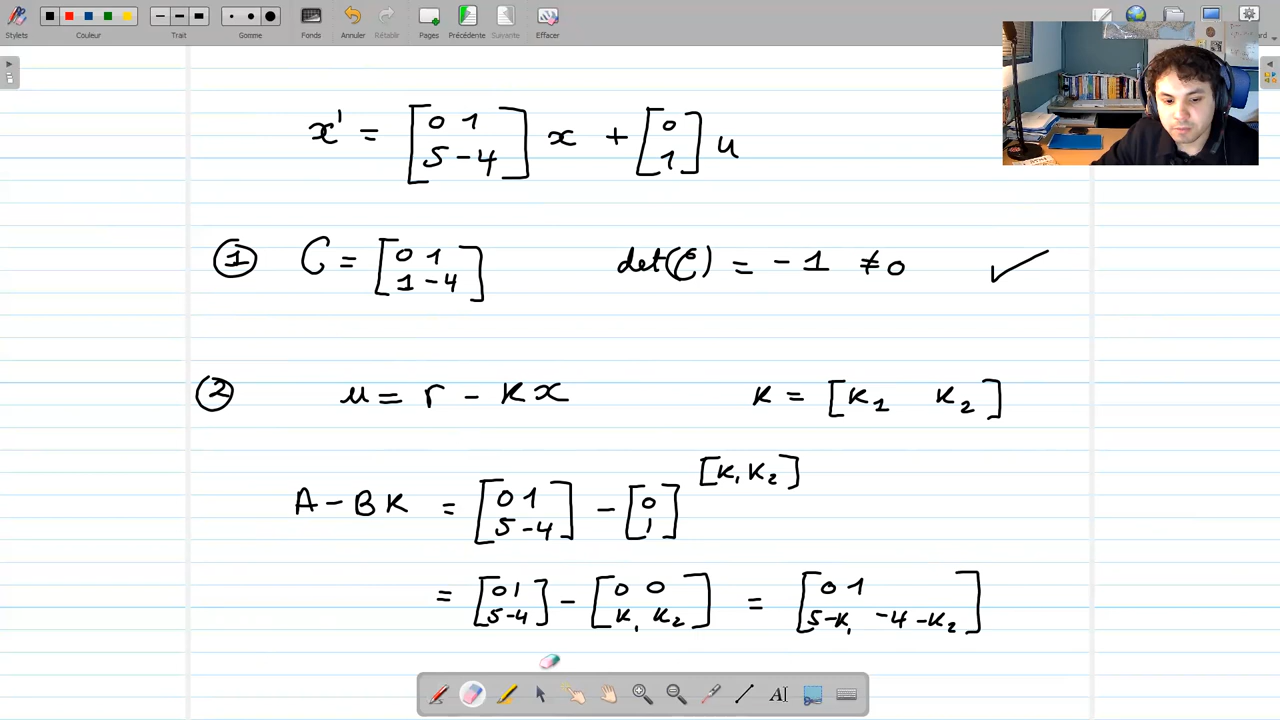 Stylets Couleur Trait Gomme Fonds Annuler Rétablir Pages Précédente Suivante Effacer
x' = [0 1 5 -4] x + [0 1] u
① C = [0 1 1 -4] det(C) = -1 ≠ 0 ✓
② u = r - Kx K = [K1 K2]
[K1 K2]
A - BK = [0 1 5 -4] - [0 1]
= [0 1 5 -4] - [0 0 K1 K2] = [0 1 5-K1 -4-K2]
AI